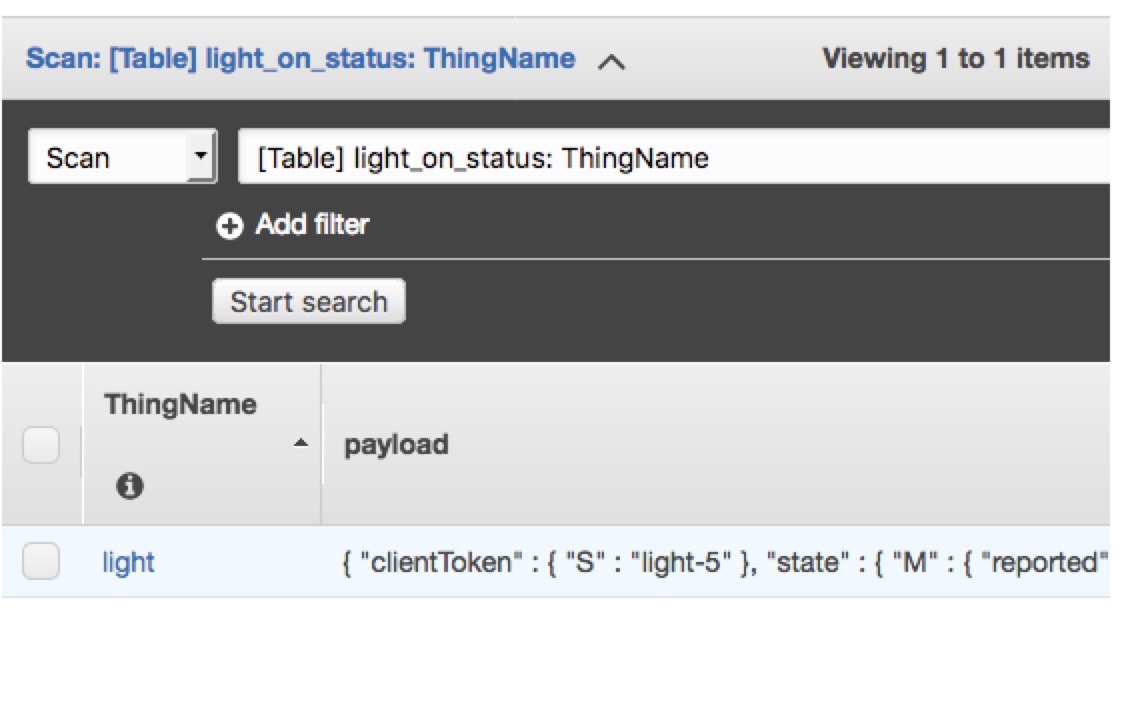 Scan: [Table] light_on_status: ThingName Viewing 1 to 1 items
Scan [Table] light_on_status: ThingName
Add filter
Start search
ThingName
payload
light { "clientToken" : { "S" : "light-5" }, "state" : { "M" : { "reported"